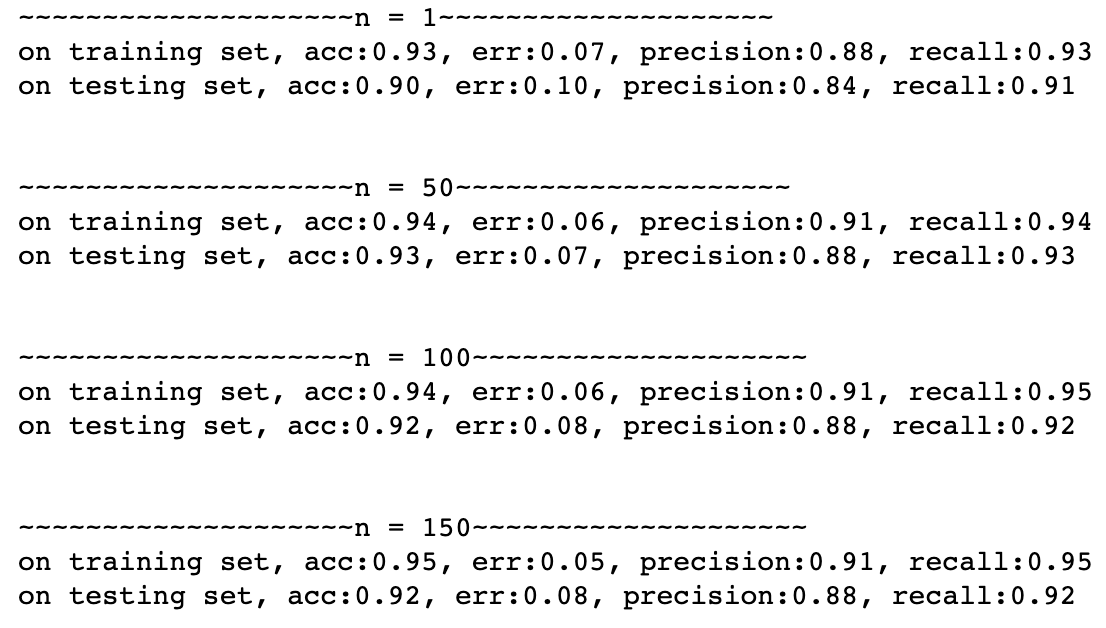 ~~~~~~~~~~~~~~~~~~~~n = 1~~~~~~~~~~~~~~~~~~~~
on training set, acc:0.93, err:0.07, precision:0.88, recall:0.93
on testing set, acc:0.90, err:0.10, precision:0.84, recall:0.91
~~~~~~~~~~~~~~~~~~~~n = 50~~~~~~~~~~~~~~~~~~~~
on training set, acc:0.94, err:0.06, precision:0.91, recall:0.94
on testing set, acc:0.93, err:0.07, precision:0.88, recall:0.93
~~~~~~~~~~~~~~~~~~~~n = 100~~~~~~~~~~~~~~~~~~~~
on training set, acc:0.94, err:0.06, precision:0.91, recall:0.95
on testing set, acc:0.92, err:0.08, precision:0.88, recall:0.92
~~~~~~~~~~~~~~~~~~~~n = 150~~~~~~~~~~~~~~~~~~~~
on training set, acc:0.95, err:0.05, precision:0.91, recall:0.95
on testing set, acc:0.92, err:0.08, precision:0.88, recall:0.92